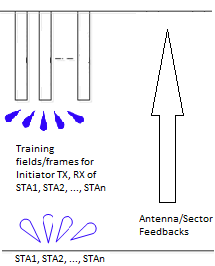 Training
fields/frames for
Initiator TX, RX of
STA1, STA2, ..., STAn
Antenna/Sector
Feedbacks
STA1, STA2, ..., STAn